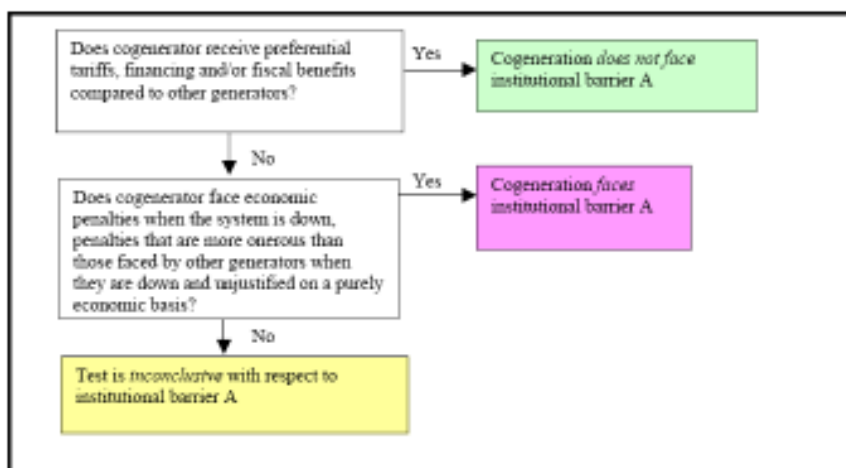 Does cogenerator receive preferential
tariffs, financing and/or fiscal benefits
compared to other generators?
Yes
Cogeneration does not face
institutional barrier A
No
Does cogenerator face economic
penalties when the system is down,
penalties that are more onerous than
those faced by other generators when
they are down and unjustified on a purely
economic basis?
Yes
Cogeneration faces
institutional barrier A
No
Test is inconclusive with respect to
institutional barrier A